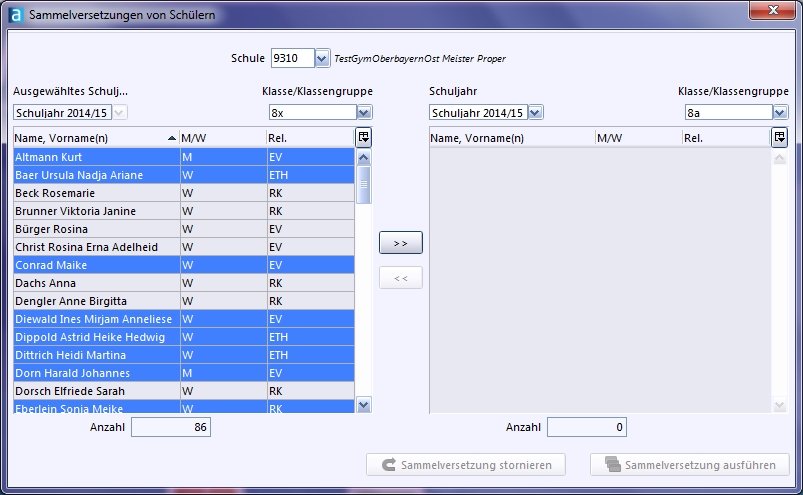 a Sammelversetzungen von Schülern
Schule 9310 TestGymOberbayernOst Meister Proper
Ausgewähltes Schulj... Klasse/Klassengruppe Schuljahr Klasse/Klassengruppe
Schuljahr 2014/15 8x Schuljahr 2014/15 8a
Name, Vorname(n) M/W Rel. Name, Vorname(n) M/W Rel.
Altmann Kurt M EV
Baer Ursula Nadja Ariane W ETH
Beck Rosemarie W RK
Brunner Viktoria Janine W RK
Bürger Rosina W EV
Christ Rosina Erna Adelheid W EV
>>
Conrad Maike W EV
Dachs Anna W RK
<<
Dengler Anne Birgitta W RK
Diewald Ines Mirjam Anneliese W EV
Dippold Astrid Heike Hedwig W ETH
Dittrich Heidi Martina W ETH
Dorn Harald Johannes M EV
Dorsch Elfriede Sarah W RK
Eberlein Sonja Meike W RK
Anzahl 86 Anzahl 0
Sammelversetzung stornieren Sammelversetzung ausführen